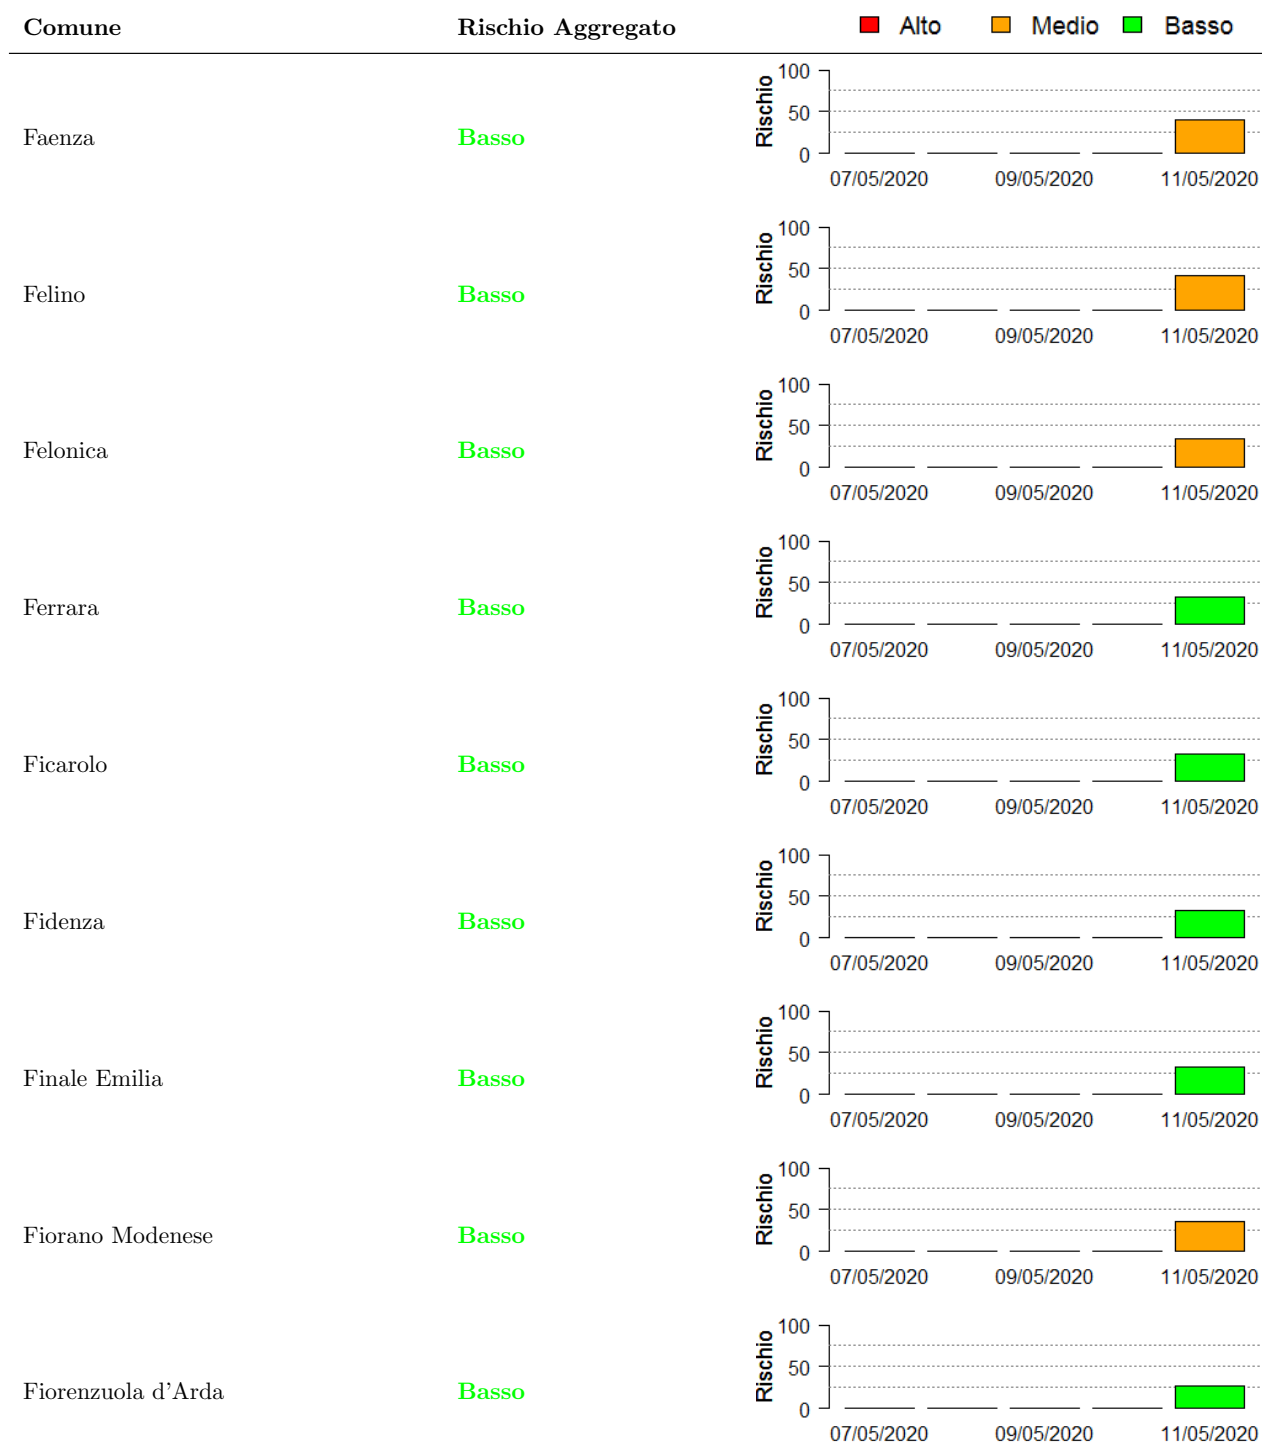 Comune Rischio Aggregato Alto Medio Basso
Faenza Basso Rischio 100 50 0
07/05/2020 09/05/2020 11/05/2020
Felino Basso Rischio 100 50 0
07/05/2020 09/05/2020 11/05/2020
Felonica Basso Rischio 100 50 0
07/05/2020 09/05/2020 11/05/2020
Ferrara Basso Rischio 100 50 0
07/05/2020 09/05/2020 11/05/2020
Ficarolo Basso Rischio 100 50 0
07/05/2020 09/05/2020 11/05/2020
Fidenza Basso Rischio 100 50 0
07/05/2020 09/05/2020 11/05/2020
Finale Emilia Basso Rischio 100 50 0
07/05/2020 09/05/2020 11/05/2020
Fiorano Modenese Basso Rischio 100 50 0
07/05/2020 09/05/2020 11/05/2020
Fiorenzuola d'Arda Basso Rischio 100 50 0
07/05/2020 09/05/2020 11/05/2020